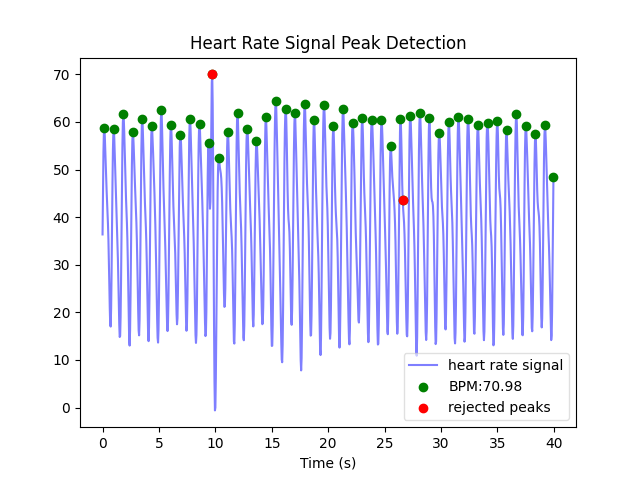 Heart Rate Signal Peak Detection
70
60
50
40
30
20
10
0
heart rate signal
BPM:70.98
rejected peaks
0 5 10 15 20 25 30 35 40
Time (s)